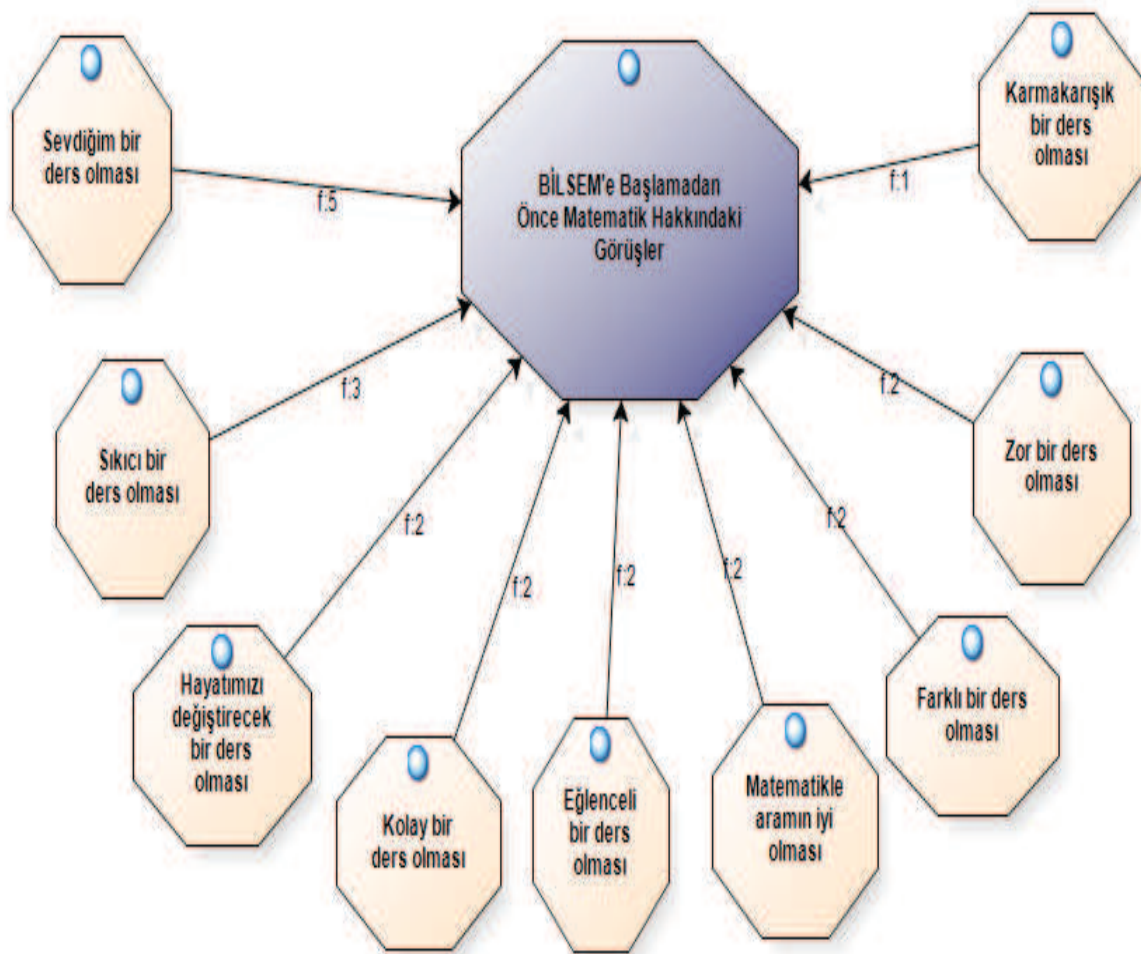 Sevdiğim bir
ders olması
BİLSEM'e Başlamadan
Önce Matematik Hakkındaki
Görüşler
Karmakarışık
bir ders
olması
f:5
f:1
Sıkıcı bir
ders olması
f:3
f:2
Zor bir ders
olması
Hayatımızı
değiştirecek
bir ders
olması
f:2
f:2
f:2
f:2
f:2
Farklı bir ders
olması
Kolay bir
ders olması
Eğlenceli
bir ders
olması
Matematikle
aramın iyi
olması